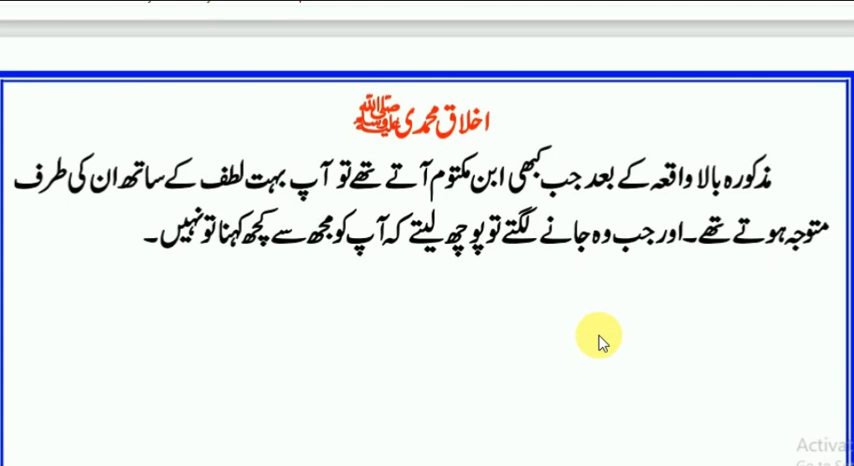 اخلاق محمدی ﷺ
مذکورہ بالا واقعہ کے بعد جب کبھی ابن مکتوم آتے تھے تو آپ بہت لطف کے ساتھ ان کی طرف
متوجہ ہوتے تھے۔ اور جب وہ جانے لگتے تو پوچھ لیتے کہ آپ کو مجھ سے کچھ کہنا تو نہیں۔
Activa